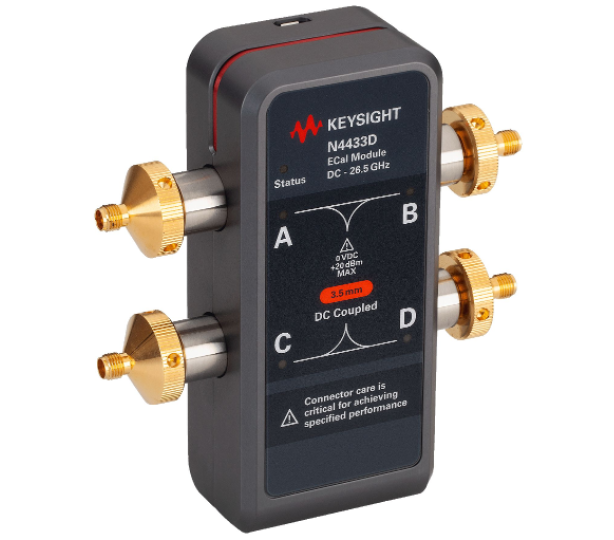 KEYSIGHT
N4433D
ECal Module
DC - 26.5 GHz
Status
A
B
0 VDC
+20 dBm
MAX
3.5 mm
DC Coupled
C
D
Connector care is
critical for achieving
specified performance